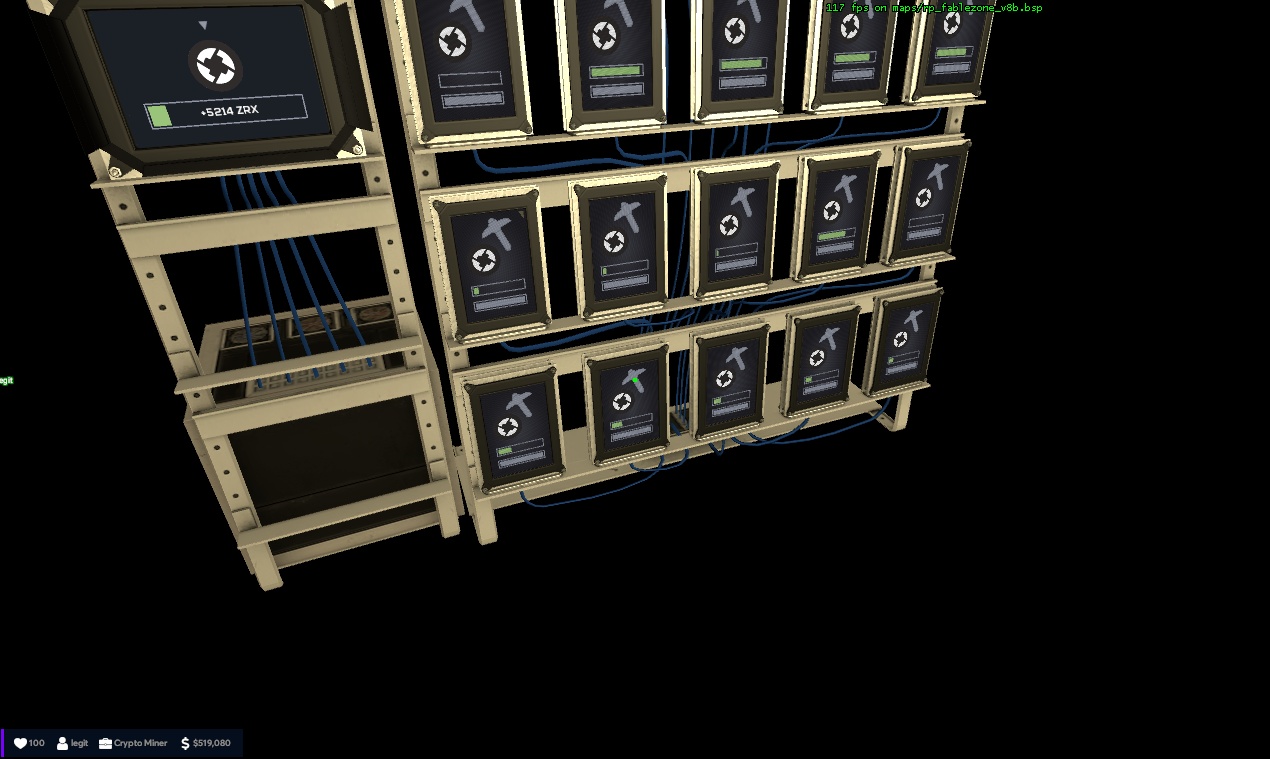 117 fps on maps/rp_fablezone_v8b.bsp
+5214 ZRX
legit
100 legit Crypto Miner $519,080